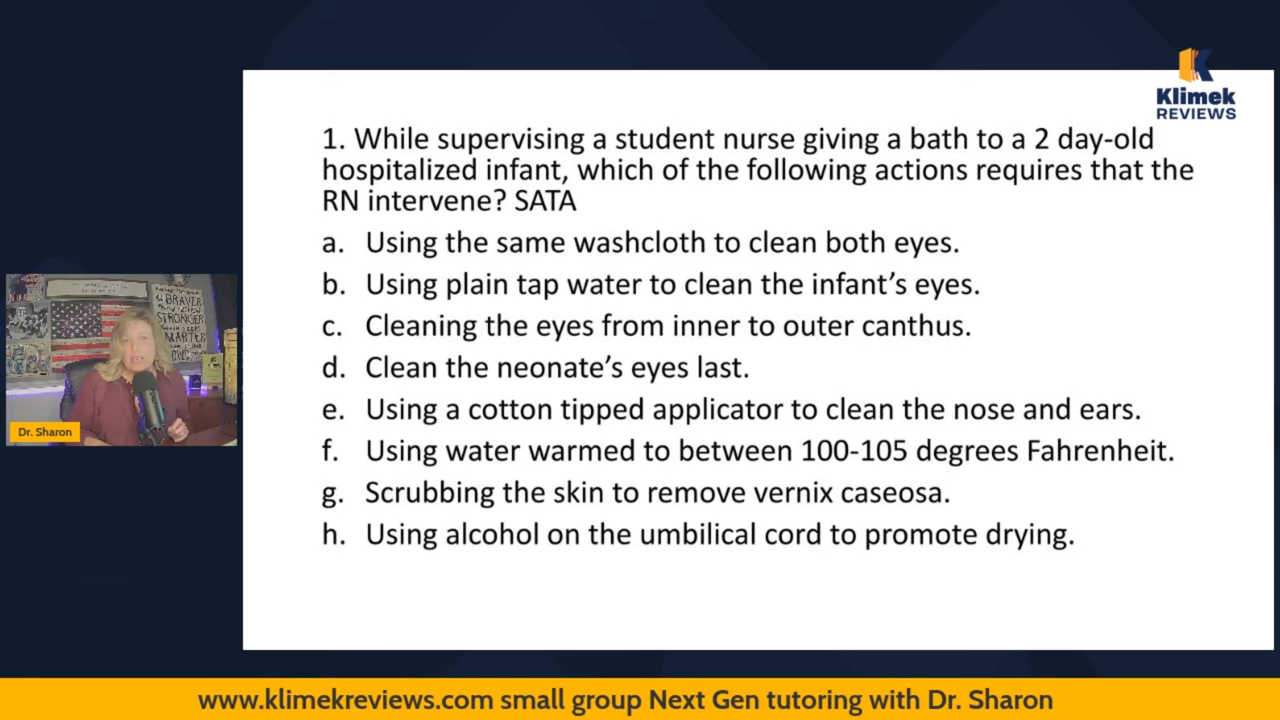 Klimek
REVIEWS
1. While supervising a student nurse giving a bath to a 2 day-old
hospitalized infant, which of the following actions requires that the
RN intervene? SATA
a. Using the same washcloth to clean both eyes.
b. Using plain tap water to clean the infant’s eyes.
c. Cleaning the eyes from inner to outer canthus.
d. Clean the neonate’s eyes last.
e. Using a cotton tipped applicator to clean the nose and ears.
f. Using water warmed to between 100-105 degrees Fahrenheit.
g. Scrubbing the skin to remove vernix caseosa.
h. Using alcohol on the umbilical cord to promote drying.
BRAVER
STRONGER
Dr. Sharon
www.klimekreviews.com small group Next Gen tutoring with Dr. Sharon